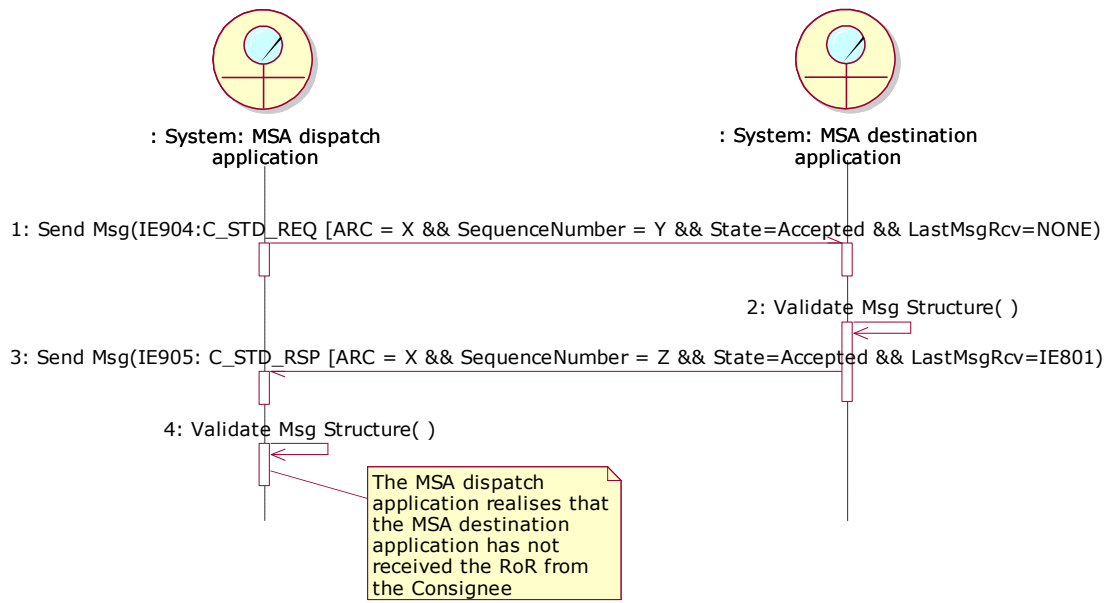 : System: MSA dispatch
application
: System: MSA destination
application
1: Send Msg(IE904:C_STD_REQ [ARC = X && SequenceNumber = Y && State=Accepted && LastMsgRcv=NONE)
2: Validate Msg Structure( )
3: Send Msg(IE905: C_STD_RSP [ARC = X && SequenceNumber = Z && State=Accepted && LastMsgRcv=IE801)
4: Validate Msg Structure( )
The MSA dispatch
application realises that
the MSA destination
application has not
received the RoR from
the Consignee